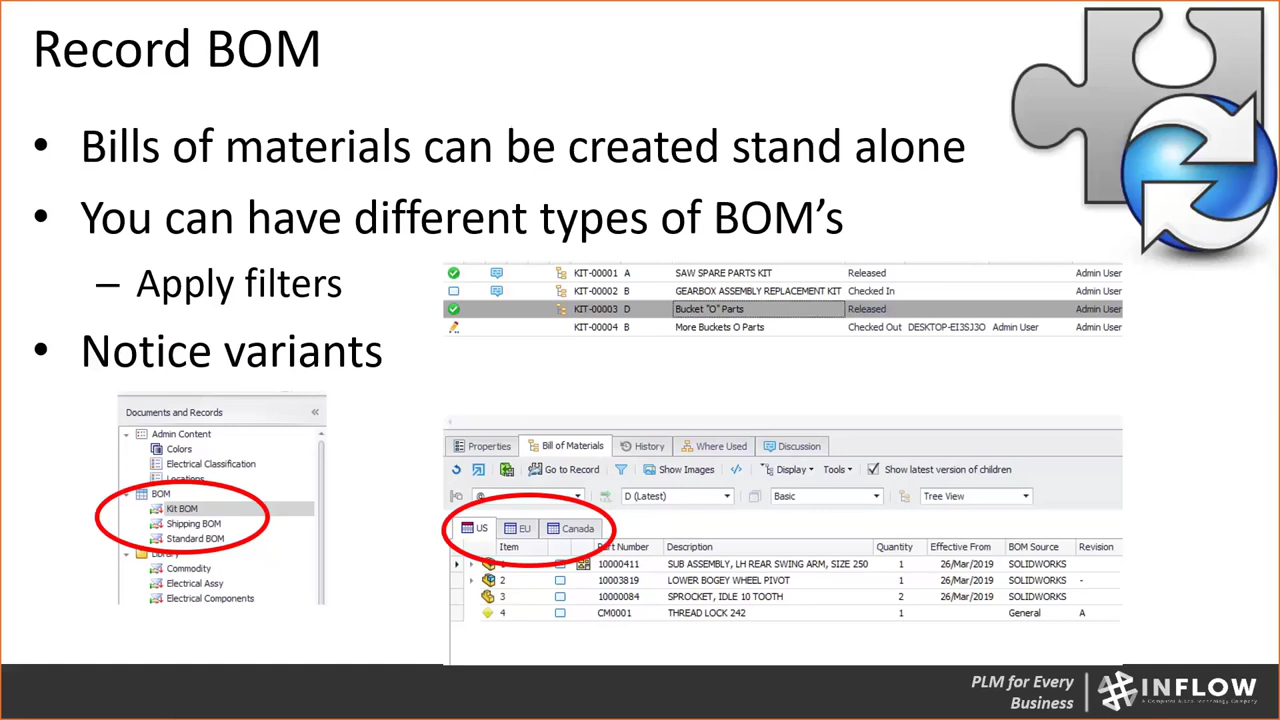 Record BOM
• Bills of materials can be created stand alone
• You can have different types of BOM's
– Apply filters
• Notice variants
KIT-00001 A SAW SPARE PARTS KIT Released Admin User
KIT-00002 B GEARBOX ASSEMBLY REPLACEMENT KIT Checked In Admin User
KIT-00003 D Bucket "O" Parts Released Admin User
KIT-00004 B More Buckets O Parts Checked Out DESKTOP-EI3SJ3O Admin User Admin User
Documents and Records «
Admin Content
Colors
Electrical Classification
Locations
BOM
Kit BOM
Shipping BOM
Standard BOM
Library
Commodity
Electrical Assy
Electrical Components
Properties Bill of Materials History Where Used Discussion
Go to Record Show Images Display Tools Show latest version of children
@ D (Latest) Basic Tree View
US EU Canada
Item Part Number Description Quantity Effective From BOM Source Revision
1 10000411 SUB ASSEMBLY, LH REAR SWING ARM, SIZE 250 1 26/Mar/2019 SOLIDWORKS
2 10003819 LOWER BOGEY WHEEL PIVOT 1 26/Mar/2019 SOLIDWORKS -
3 10000084 SPROCKET, IDLE 10 TOOTH 2 26/Mar/2019 SOLIDWORKS
4 CM0001 THREAD LOCK 242 1 General A
PLM for Every
Business
INFLOW